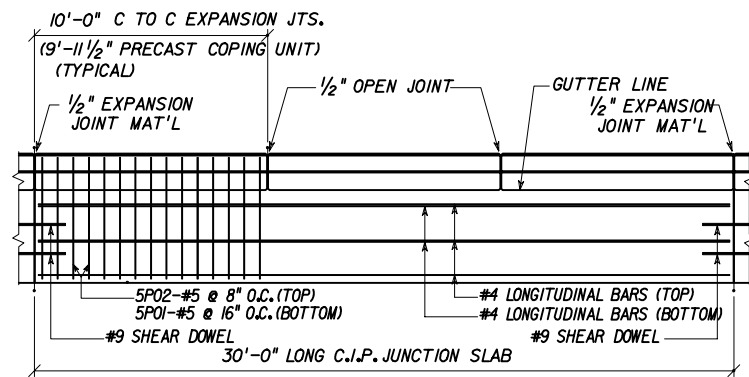 10'-0" C TO C EXPANSION JTS.
(9'-11 1/2" PRECAST COPING UNIT)
(TYPICAL)
1/2" EXPANSION
JOINT MAT'L
1/2" OPEN JOINT
GUTTER LINE
1/2" EXPANSION
JOINT MAT'L
5P02-#5 @ 8" O.C.(TOP)
5P01-#5 @ 16" O.C.(BOTTOM)
#9 SHEAR DOWEL
#4 LONGITUDINAL BARS (TOP)
#4 LONGITUDINAL BARS (BOTTOM)
#9 SHEAR DOWEL
30'-0" LONG C.I.P. JUNCTION SLAB